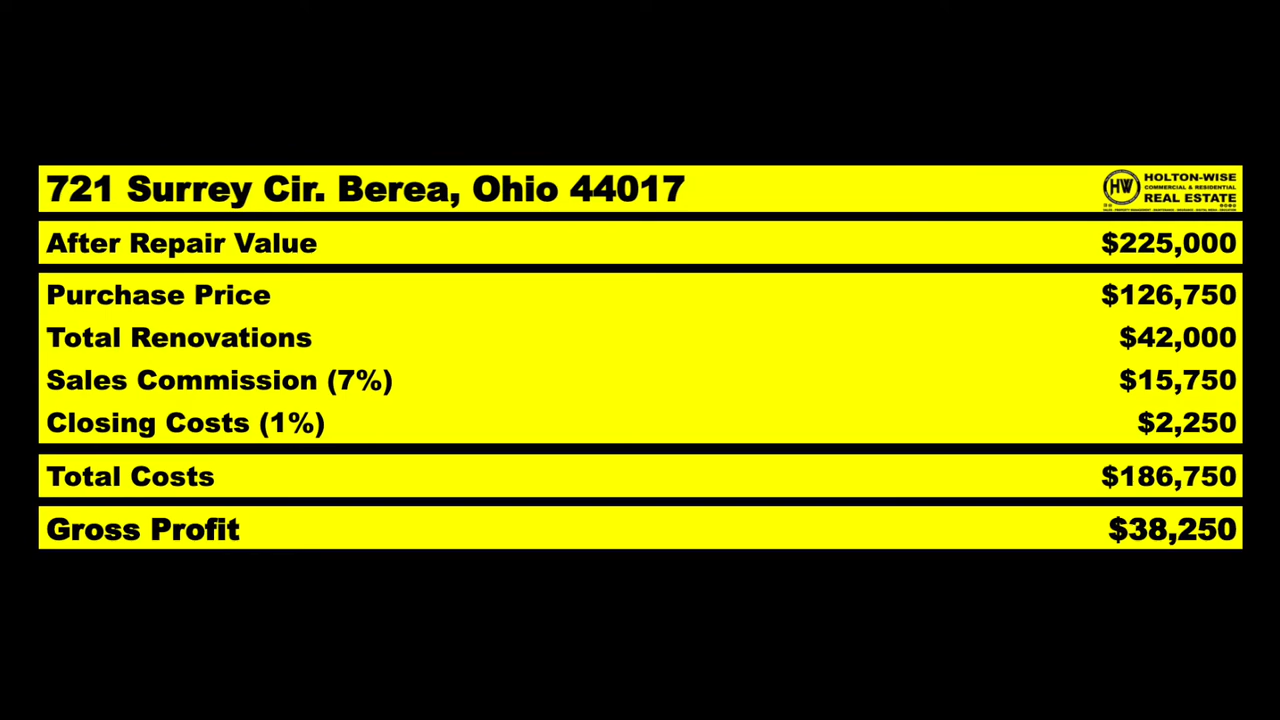 721 Surrey Cir. Berea, Ohio 44017
HOLTON-WISE
COMMERCIAL & RESIDENTIAL
REAL ESTATE
HW
After Repair Value $225,000
Purchase Price $126,750
Total Renovations $42,000
Sales Commission (7%) $15,750
Closing Costs (1%) $2,250
Total Costs $186,750
Gross Profit $38,250